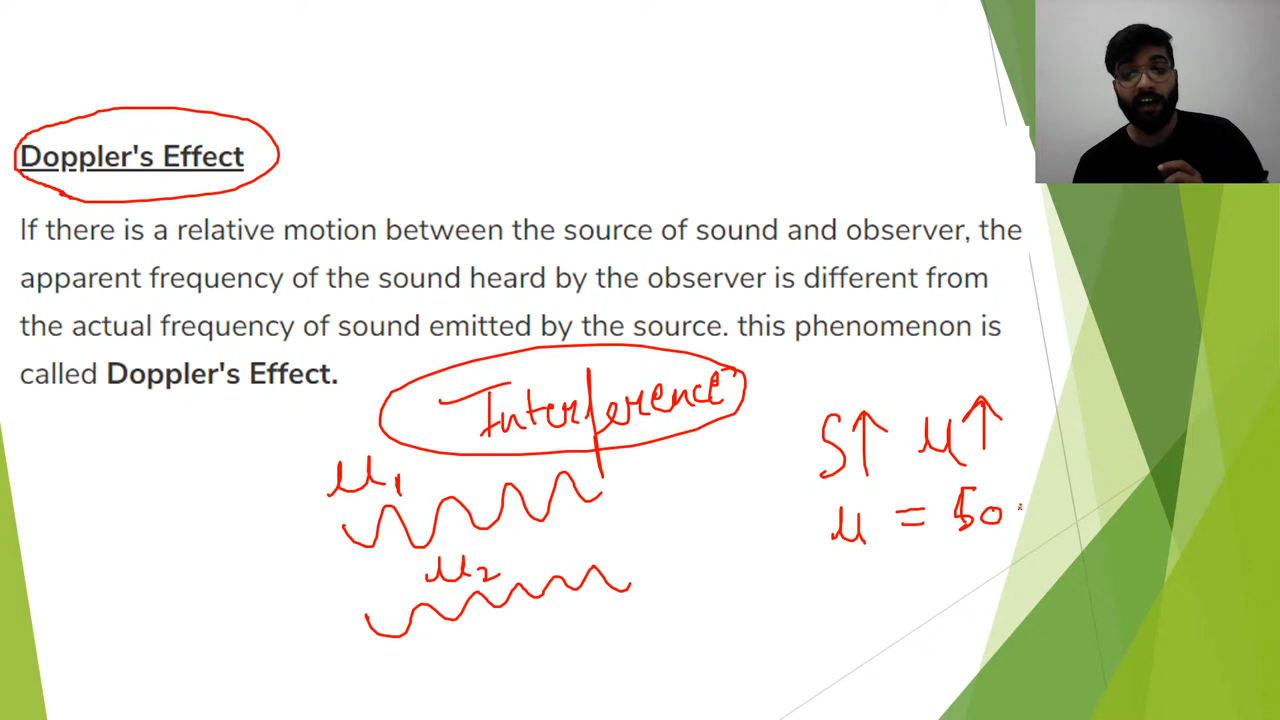 Doppler's Effect
If there is a relative motion between the source of sound and observer, the
apparent frequency of the sound heard by the observer is different from
the actual frequency of sound emitted by the source. this phenomenon is
called Doppler's Effect.
Interference
S↑ μ↑
μ₁
μ = 50
μ₂